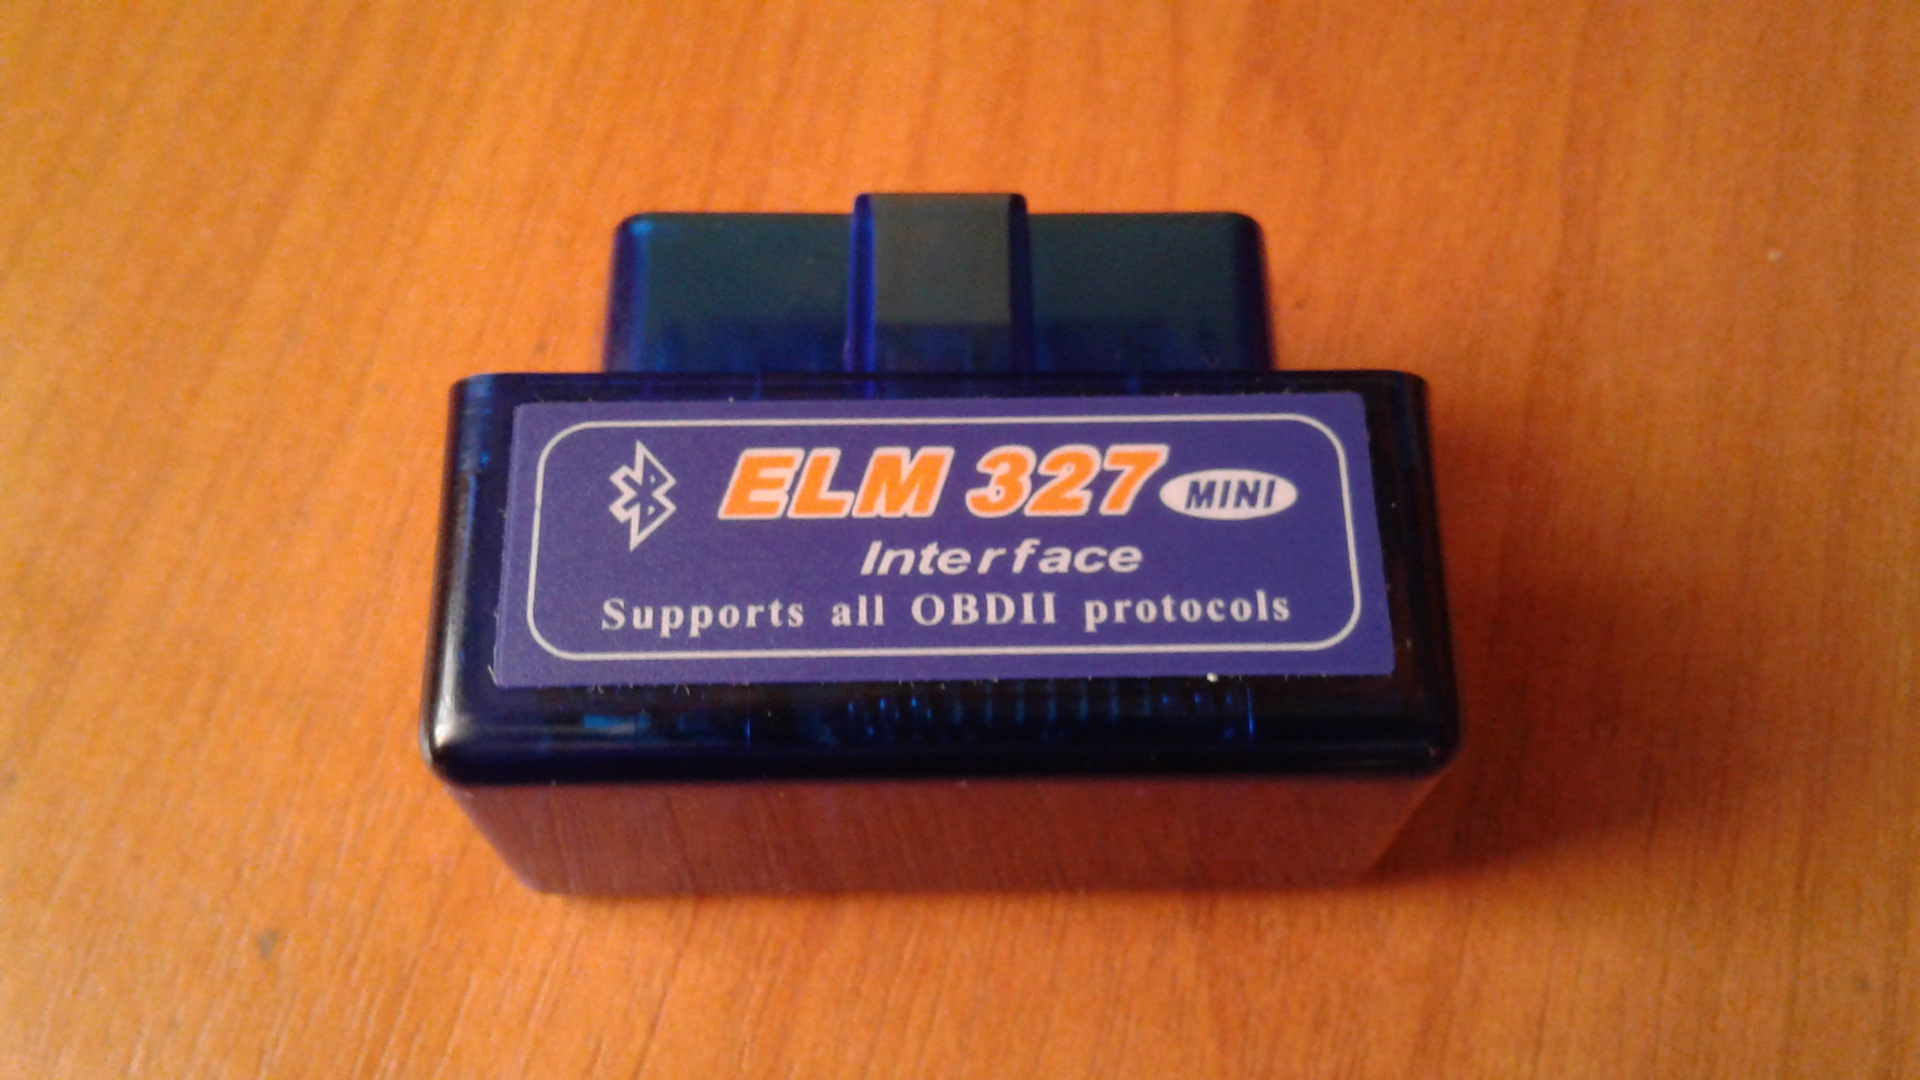 ELM 327 MINI
Interface
Supports all OBDII protocols